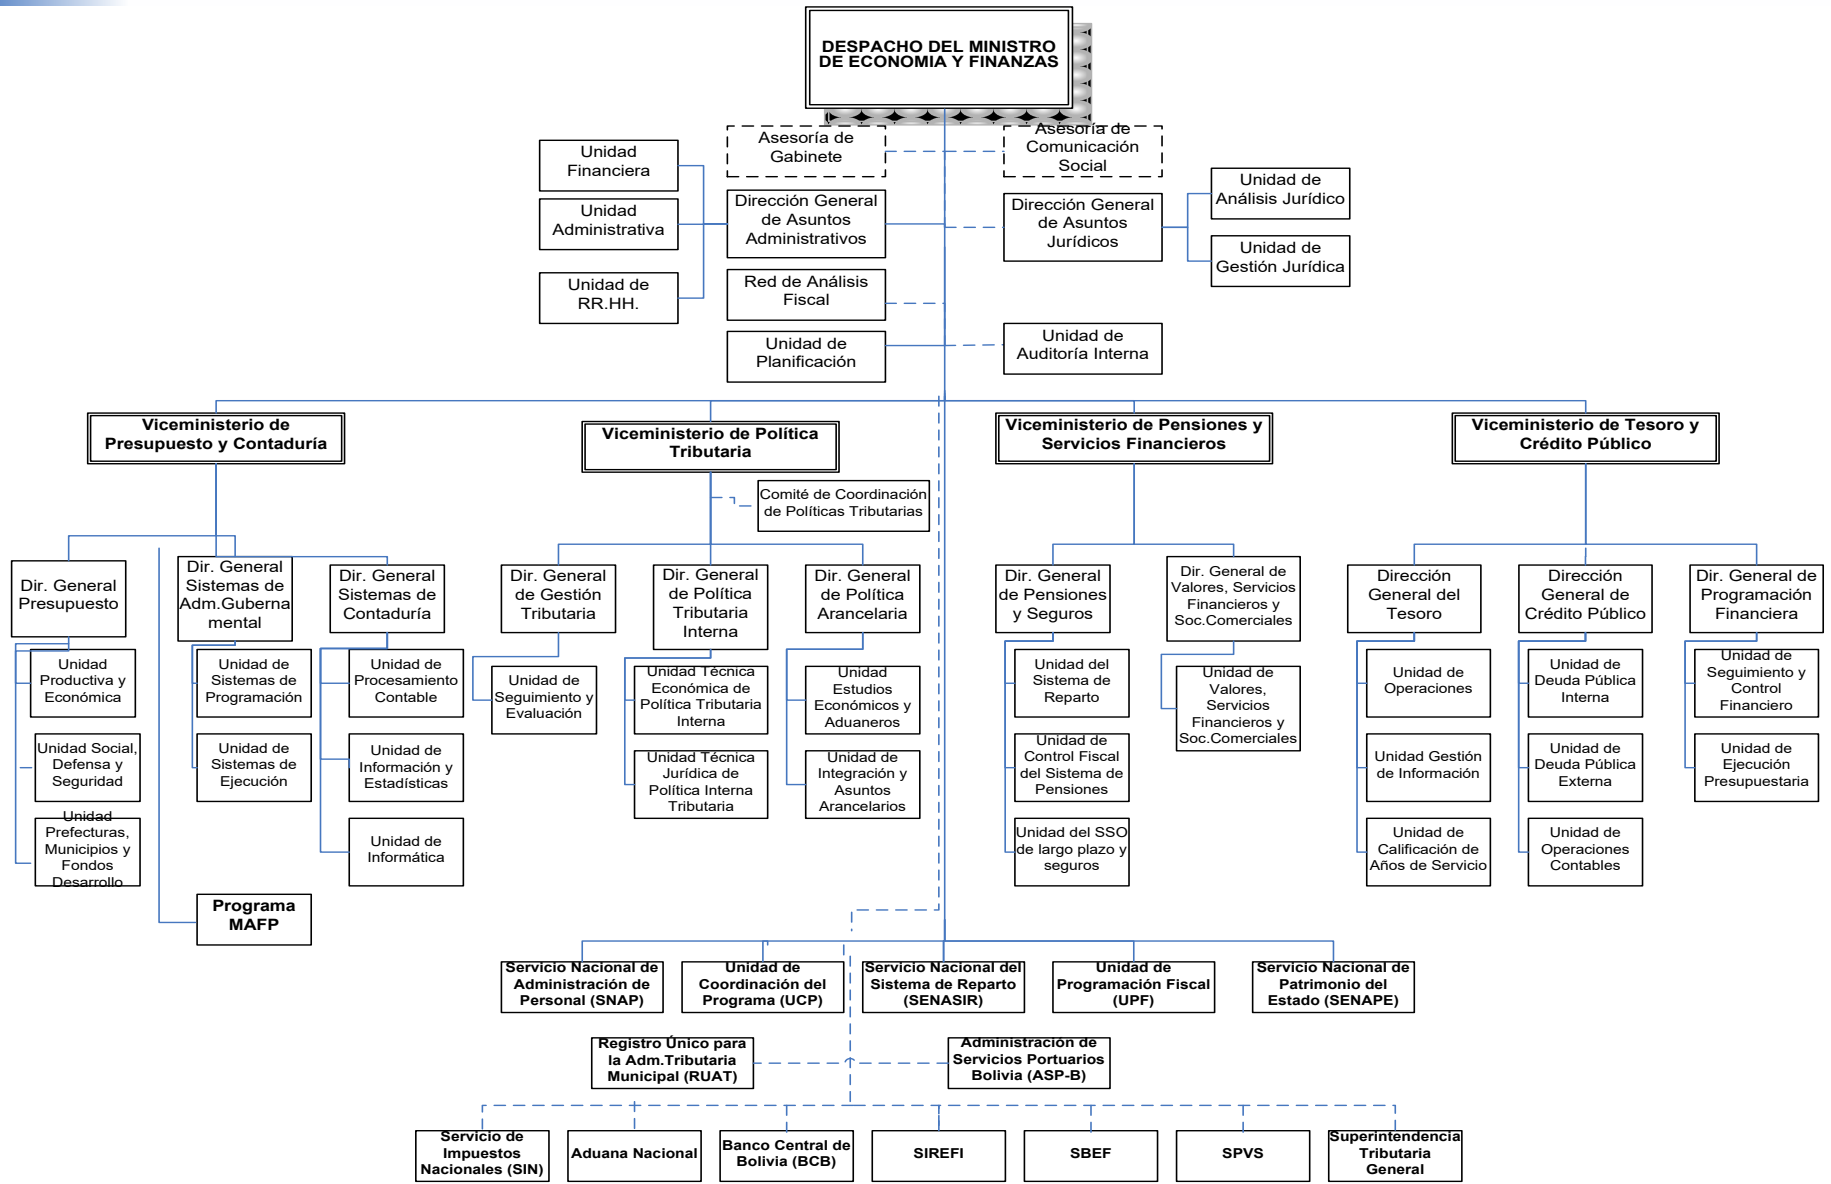 DESPACHO DEL MINISTRO
DE ECONOMIA Y FINANZAS
Asesoría de
Gabinete
Asesoría de
Comunicación
Social
Unidad
Financiera
Unidad
Administrativa
Unidad de
RR.HH.
Dirección General
de Asuntos
Administrativos
Dirección General
de Asuntos
Jurídicos
Unidad de
Análisis Jurídico
Unidad de
Gestión Jurídica
Red de Análisis
Fiscal
Unidad de
Planificación
Unidad de
Auditoría Interna
Viceministerio de
Presupuesto y Contaduría
Viceministerio de Política
Tributaria
Viceministerio de Pensiones y
Servicios Financieros
Viceministerio de Tesoro y
Crédito Público
Comité de Coordinación
de Políticas Tributarias
Dir. General
Presupuesto
Dir. General
Sistemas de
Adm.Guberna
mental
Dir. General
Sistemas de
Contaduría
Dir. General
de Gestión
Tributaria
Dir. General
de Política
Tributaria
Interna
Dir. General
de Política
Arancelaria
Dir. General
de Pensiones
y Seguros
Dir. General de
Valores, Servicios
Financieros y
Soc.Comerciales
Dirección
General del
Tesoro
Dirección
General de
Crédito Público
Dir. General de
Programación
Financiera
Unidad
Productiva y
Económica
Unidad de
Sistemas de
Programación
Unidad de
Procesamiento
Contable
Unidad de
Seguimiento y
Evaluación
Unidad Técnica
Económica de
Política Tributaria
Interna
Unidad
Estudios
Económicos y
Aduaneros
Unidad del
Sistema de
Reparto
Unidad de
Valores,
Servicios
Financieros y
Soc.Comerciales
Unidad de
Operaciones
Unidad de
Deuda Pública
Interna
Unidad de
Seguimiento y
Control
Financiero
Unidad Social,
Defensa y
Seguridad
Unidad de
Sistemas de
Ejecución
Unidad de
Información y
Estadísticas
Unidad Técnica
Jurídica de
Política Interna
Tributaria
Unidad de
Integración y
Asuntos
Arancelarios
Unidad de
Control Fiscal
del Sistema de
Pensiones
Unidad Gestión
de Información
Unidad de
Deuda Pública
Externa
Unidad de
Ejecución
Presupuestaria
Unidad
Prefecturas,
Municipios y
Fondos
Desarrollo
Unidad de
Informática
Unidad del SSO
de largo plazo y
seguros
Unidad de
Calificación de
Años de Servicio
Unidad de
Operaciones
Contables
Programa
MAFP
Servicio Nacional de
Administración de
Personal (SNAP)
Unidad de
Coordinación del
Programa (UCP)
Servicio Nacional del
Sistema de Reparto
(SENASIR)
Unidad de
Programación Fiscal
(UPF)
Servicio Nacional de
Patrimonio del
Estado (SENAPE)
Registro Único para
la Adm.Tributaria
Municipal (RUAT)
Administración de
Servicios Portuarios
Bolivia (ASP-B)
Servicio de
Impuestos
Nacionales (SIN)
Aduana Nacional
Banco Central de
Bolivia (BCB)
SIREFI
SBEF
SPVS
Superintendencia
Tributaria
General